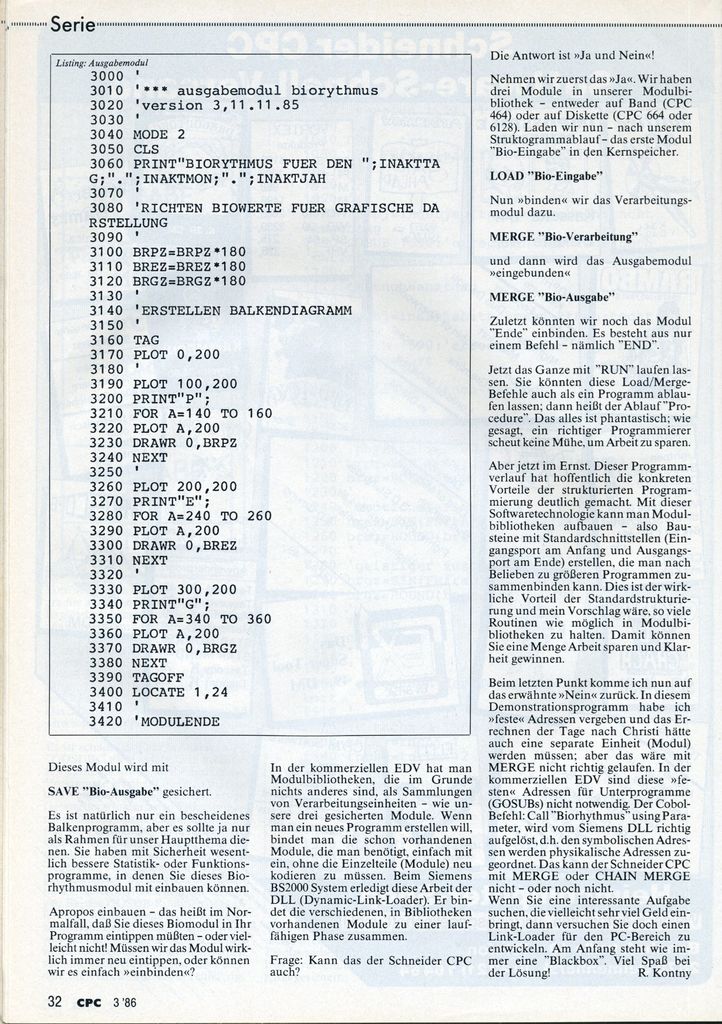 Serie
Listing: Ausgabemodul
3000 '
3010 '*** ausgabemodul biorythmus
3020 'version 3,11.11.85
3030 '
3040 MODE 2
3050 CLS
3060 PRINT"BIORYTHMUS FUER DEN ";INAKTTA
G;".";INAKTMON;".";INAKTJAH
3070 '
3080 'RICHTEN BIOWERTE FUER GRAFISCHE DA
RSTELLUNG
3090 '
3100 BRPZ=BRPZ*180
3110 BREZ=BREZ*180
3120 BRGZ=BRGZ*180
3130 '
3140 'ERSTELLEN BALKENDIAGRAMM
3150 '
3160 TAG
3170 PLOT 0,200
3180 '
3190 PLOT 100,200
3200 PRINT"P";
3210 FOR A=140 TO 160
3220 PLOT A,200
3230 DRAWR 0,BRPZ
3240 NEXT
3250 '
3260 PLOT 200,200
3270 PRINT"E";
3280 FOR A=240 TO 260
3290 PLOT A,200
3300 DRAWR 0,BREZ
3310 NEXT
3320 '
3330 PLOT 300,200
3340 PRINT"G";
3350 FOR A=340 TO 360
3360 PLOT A,200
3370 DRAWR 0,BRGZ
3380 NEXT
3390 TAGOFF
3400 LOCATE 1,24
3410 '
3420 'MODULENDE
Dieses Modul wird mit
SAVE "Bio-Ausgabe" gesichert.
Es ist natürlich nur ein bescheidenes
Balkenprogramm, aber es sollte ja nur
als Rahmen für unser Hauptthema die-
nen. Sie haben mit Sicherheit wesent-
lich bessere Statistik- oder Funktions-
programme, in denen Sie dieses Bio-
rhythmusmodul mit einbauen können.
Apropos einbauen – das heißt im Nor-
malfall, daß Sie dieses Biomodul in Ihr
Programm eintippen müßten – oder viel-
leicht nicht! Müssen wir das Modul wirk-
lich immer neu eintippen, oder können
wir es einfach »einbinden«?
In der kommerziellen EDV hat man
Modulbibliotheken, die im Grunde
nichts anderes sind, als Sammlungen
von Verarbeitungseinheiten – wie un-
sere drei gesicherten Module. Wenn
man ein neues Programm erstellen will,
bindet man die schon vorhandenen
Module, die man benötigt, einfach mit
ein, ohne die Einzelteile (Module) neu
kodieren zu müssen. Beim Siemens
BS2000 System erledigt diese Arbeit der
DLL (Dynamic-Link-Loader). Er bin-
det die verschiedenen, in Bibliotheken
vorhandenen Module zu einer lauf-
fähigen Phase zusammen.
Frage: Kann das der Schneider CPC
auch?
Die Antwort ist »Ja und Nein«!
Nehmen wir zuerst das »Ja«. Wir haben
drei Module in unserer Modulbi-
bliothek – entweder auf Band (CPC
464) oder auf Diskette (CPC 664 oder
6128). Laden wir nun – nach unserem
Struktogrammablauf – das erste Modul
"Bio-Eingabe" in den Kernspeicher.
LOAD "Bio-Eingabe"
Nun »binden« wir das Verarbeitungs-
modul dazu.
MERGE "Bio-Verarbeitung"
und dann wird das Ausgabemodul
»eingebunden«
MERGE "Bio-Ausgabe"
Zuletzt könnten wir noch das Modul
"Ende" einbinden. Es besteht aus nur
einem Befehl – nämlich "END".
Jetzt das Ganze mit "RUN" laufen las-
sen. Sie könnten diese Load/Merge-
Befehle auch als ein Programm ablau-
fen lassen; dann heißt der Ablauf "Pro-
cedure". Das alles ist phantastisch; wie
gesagt, ein richtiger Programmierer
scheut keine Mühe, um Arbeit zu sparen.
Aber jetzt im Ernst. Dieser Programm-
verlauf hat hoffentlich die konkreten
Vorteile der strukturierten Program-
mierung deutlich gemacht. Mit dieser
Softwaretechnologie kann man Modul-
bibliotheken aufbauen – also Bau-
steine mit Standardschnittstellen (Ein-
gangsport am Anfang und Ausgangs-
port am Ende) erstellen, die man nach
Belieben zu größeren Programmen zu-
sammenbinden kann. Dies ist der wirk-
liche Vorteil der Standardstrukturie-
rung und mein Vorschlag wäre, so viele
Routinen wie möglich in Modulbi-
bliotheken zu halten. Damit können
Sie eine Menge Arbeit sparen und Klar-
heit gewinnen.
Beim letzten Punkt komme ich nun auf
das erwähnte »Nein« zurück. In diesem
Demonstrationsprogramm habe ich
»feste« Adressen vergeben und das Er-
rechnen der Tage nach Christi hätte
auch eine separate Einheit (Modul)
werden müssen; aber das wäre mit
MERGE nicht richtig gelaufen. In der
kommerziellen EDV sind diese »fe-
sten« Adressen für Unterprogramme
(GOSUBs) nicht notwendig. Der Cobol-
Befehl: Call "Biorhythmus" using Para-
meter, wird vom Siemens DLL richtig
aufgelöst, d.h. den symbolischen Adres-
sen werden physikalische Adressen zu-
geordnet. Das kann der Schneider CPC
mit MERGE oder CHAIN MERGE
nicht – oder noch nicht.
Wenn Sie eine interessante Aufgabe
suchen, die vielleicht sehr viel Geld ein-
bringt, dann versuchen Sie doch einen
Link-Loader für den PC-Bereich zu
entwickeln. Am Anfang steht wie im-
mer eine "Blackbox". Viel Spaß bei
der Lösung! R. Kontny
32 CPC 3'86